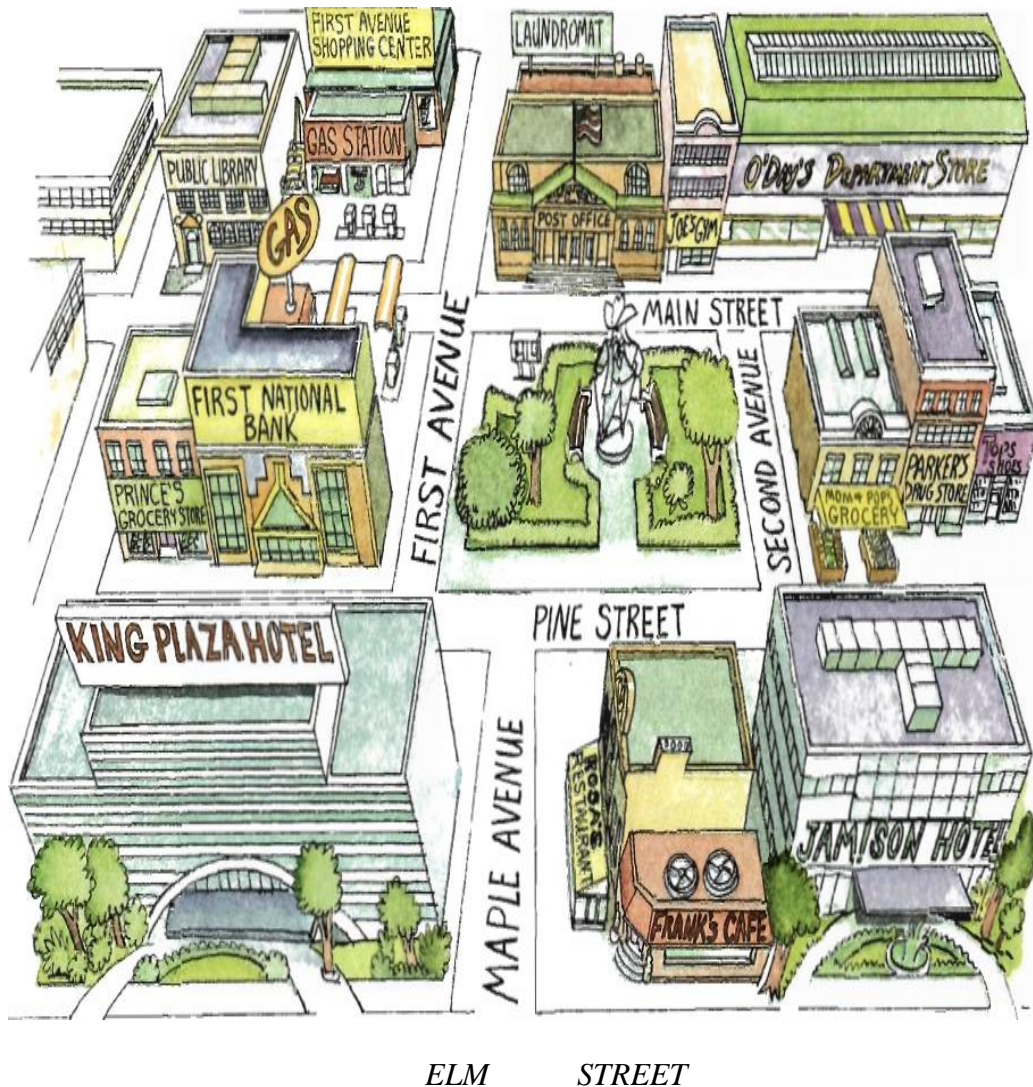 FIRST AVENUE
SHOPPING CENTER
LAUNDROMAT
GAS STATION
PUBLIC LIBRARY
O'DAY'S DEPARTMENT STORE
POST OFFICE
JOE'S GYM
GAS
MAIN STREET
FIRST AVENUE
SECOND AVENUE
FIRST NATIONAL
BANK
PRINCE'S
GROCERY STORE
TOP'S
SHOES
PARKER'S
DRUG STORE
MOM & POP'S
GROCERY
PINE STREET
KING PLAZA HOTEL
MAPLE AVENUE
ROSA'S
RESTAURANT
JAMISON HOTEL
FRANK'S CAFE
ELM STREET